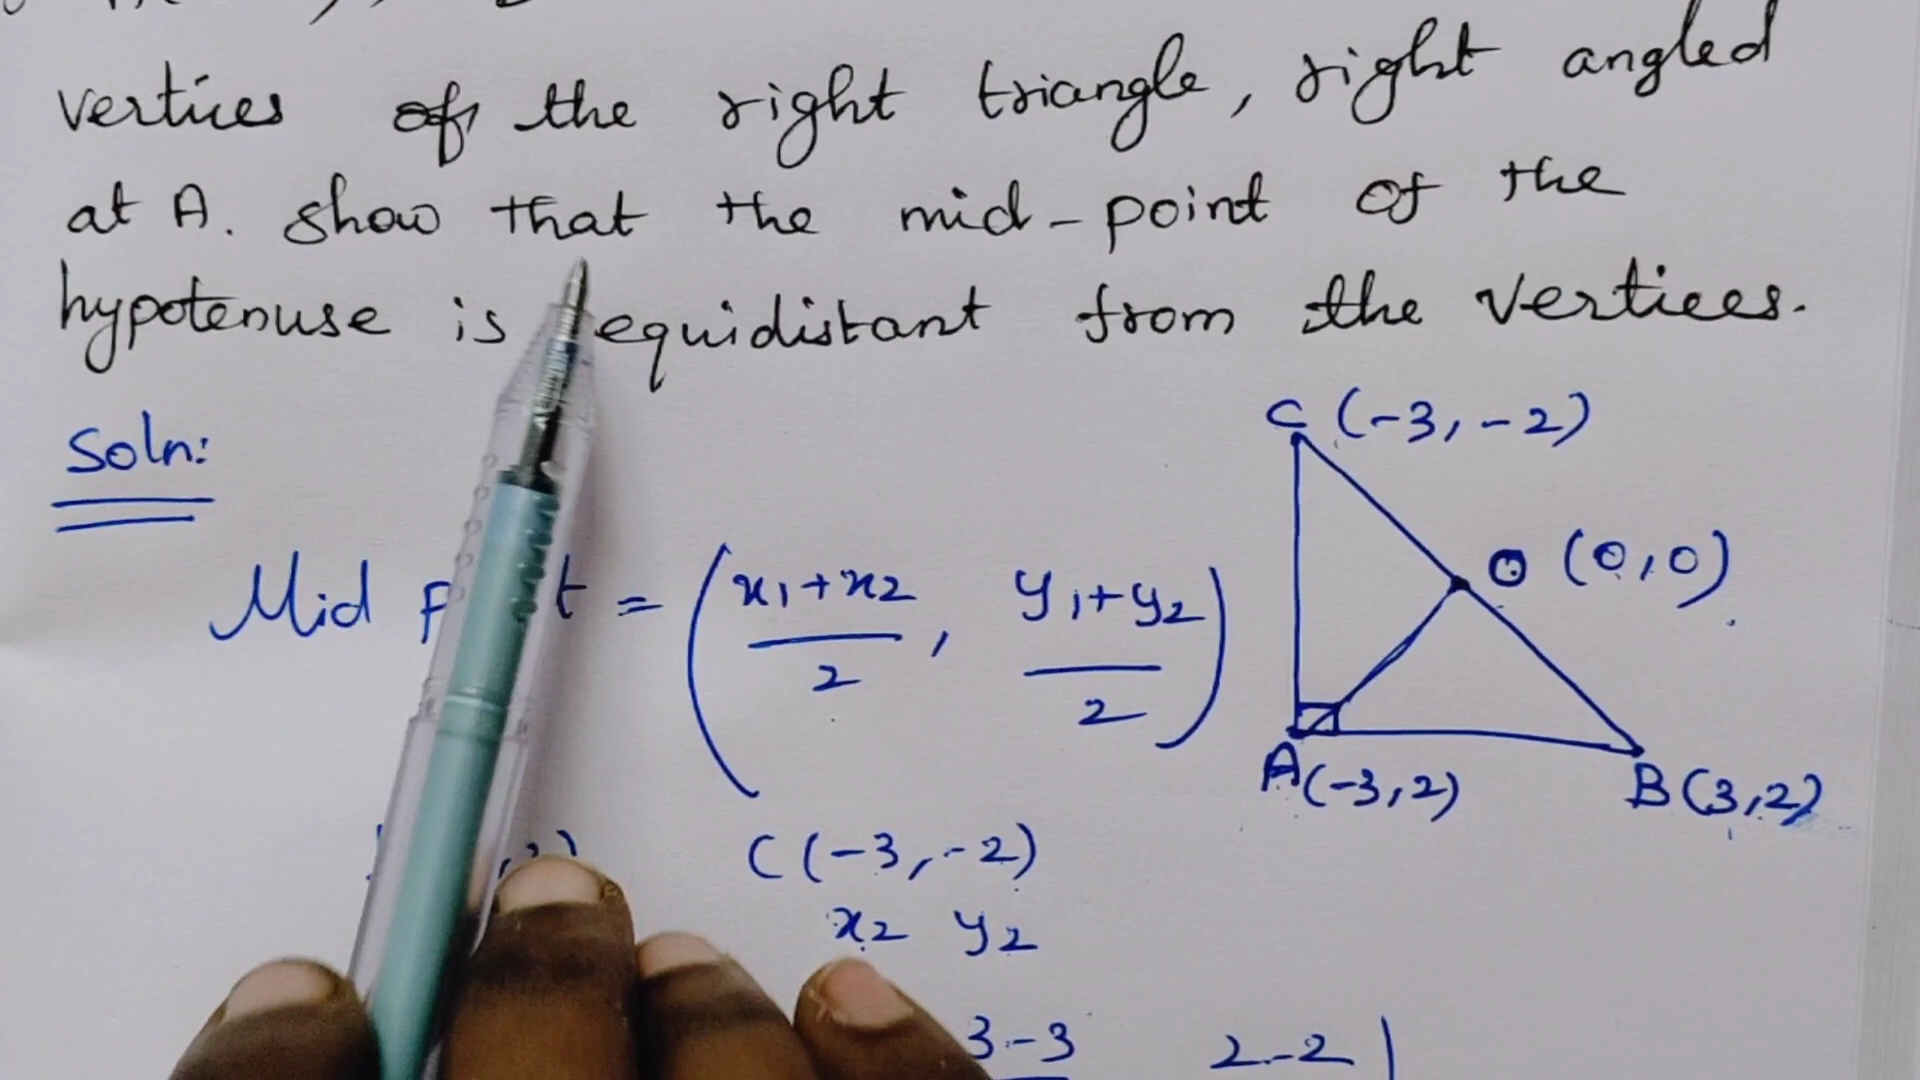 vertices of the right triangle, right angled
at A. show that the mid-point of the
hypotenuse is equidistant from the vertices.
Soln:
C (-3, -2)
O (0,0)
A(-3,2)
B(3,2)
Mid = (x1+x2/2, y1+y2/2)
C(-3,-2)
x2 y2
3-3 2-2